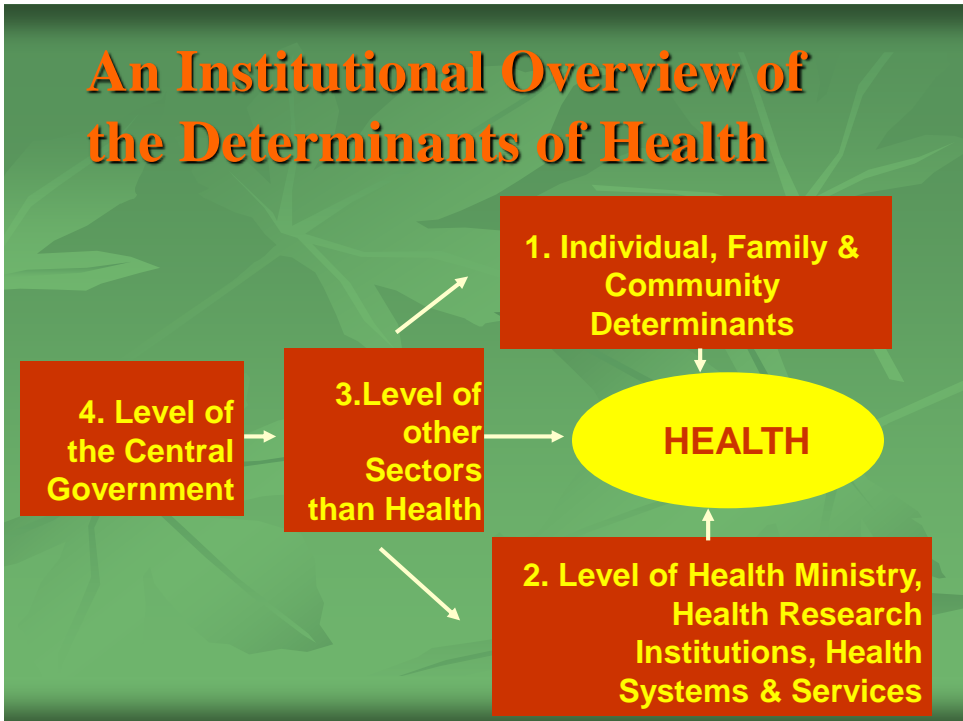 An Institutional Overview of
the Determinants of Health
1. Individual, Family &
Community
Determinants
4. Level of
the Central
Government
3.Level of
other
Sectors
than Health
HEALTH
2. Level of Health Ministry,
Health Research
Institutions, Health
Systems & Services